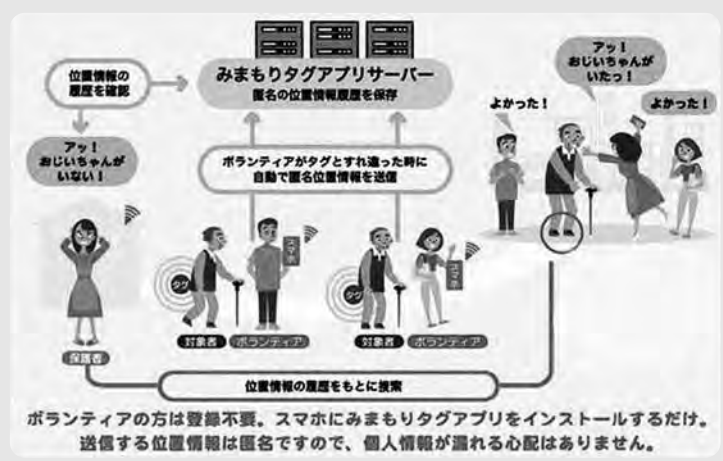 みまもりタグアプリサーバー
匿名の位置情報履歴を保存
位置情報の
履歴を確認
アッ！
おじいちゃんが
いない！
ボランティアがタグとすれ違った時に
自動で匿名位置情報を送信
よかった！
アッ！
おじいちゃんが
いたっ！
よかった！
タグ
スマホ
タグ
スマホ
対象者
ボランティア
対象者
ボランティア
保護者
位置情報の履歴をもとに捜索
ボランティアの方は登録不要。スマホにみまもりタグアプリをインストールするだけ。
送信する位置情報は匿名ですので、個人情報が漏れる心配はありません。